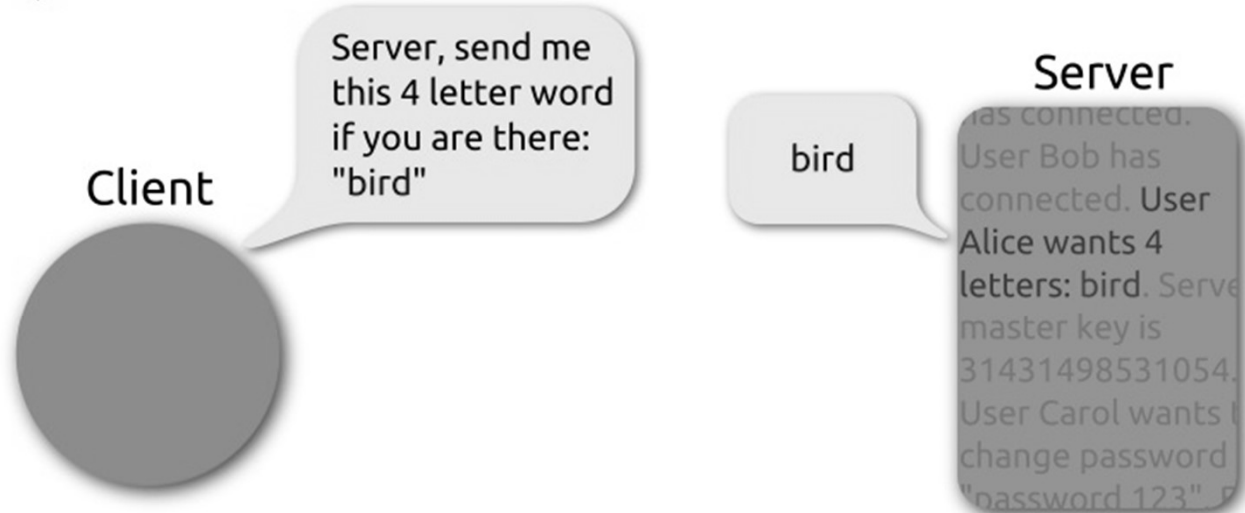 Server, send me
this 4 letter word
if you are there:
"bird"
Client
bird
Server
has connected.
User Bob has
connected. User
Alice wants 4
letters: bird. Serve
master key is
31431498531054.
User Carol wants t
change password
"password 123".